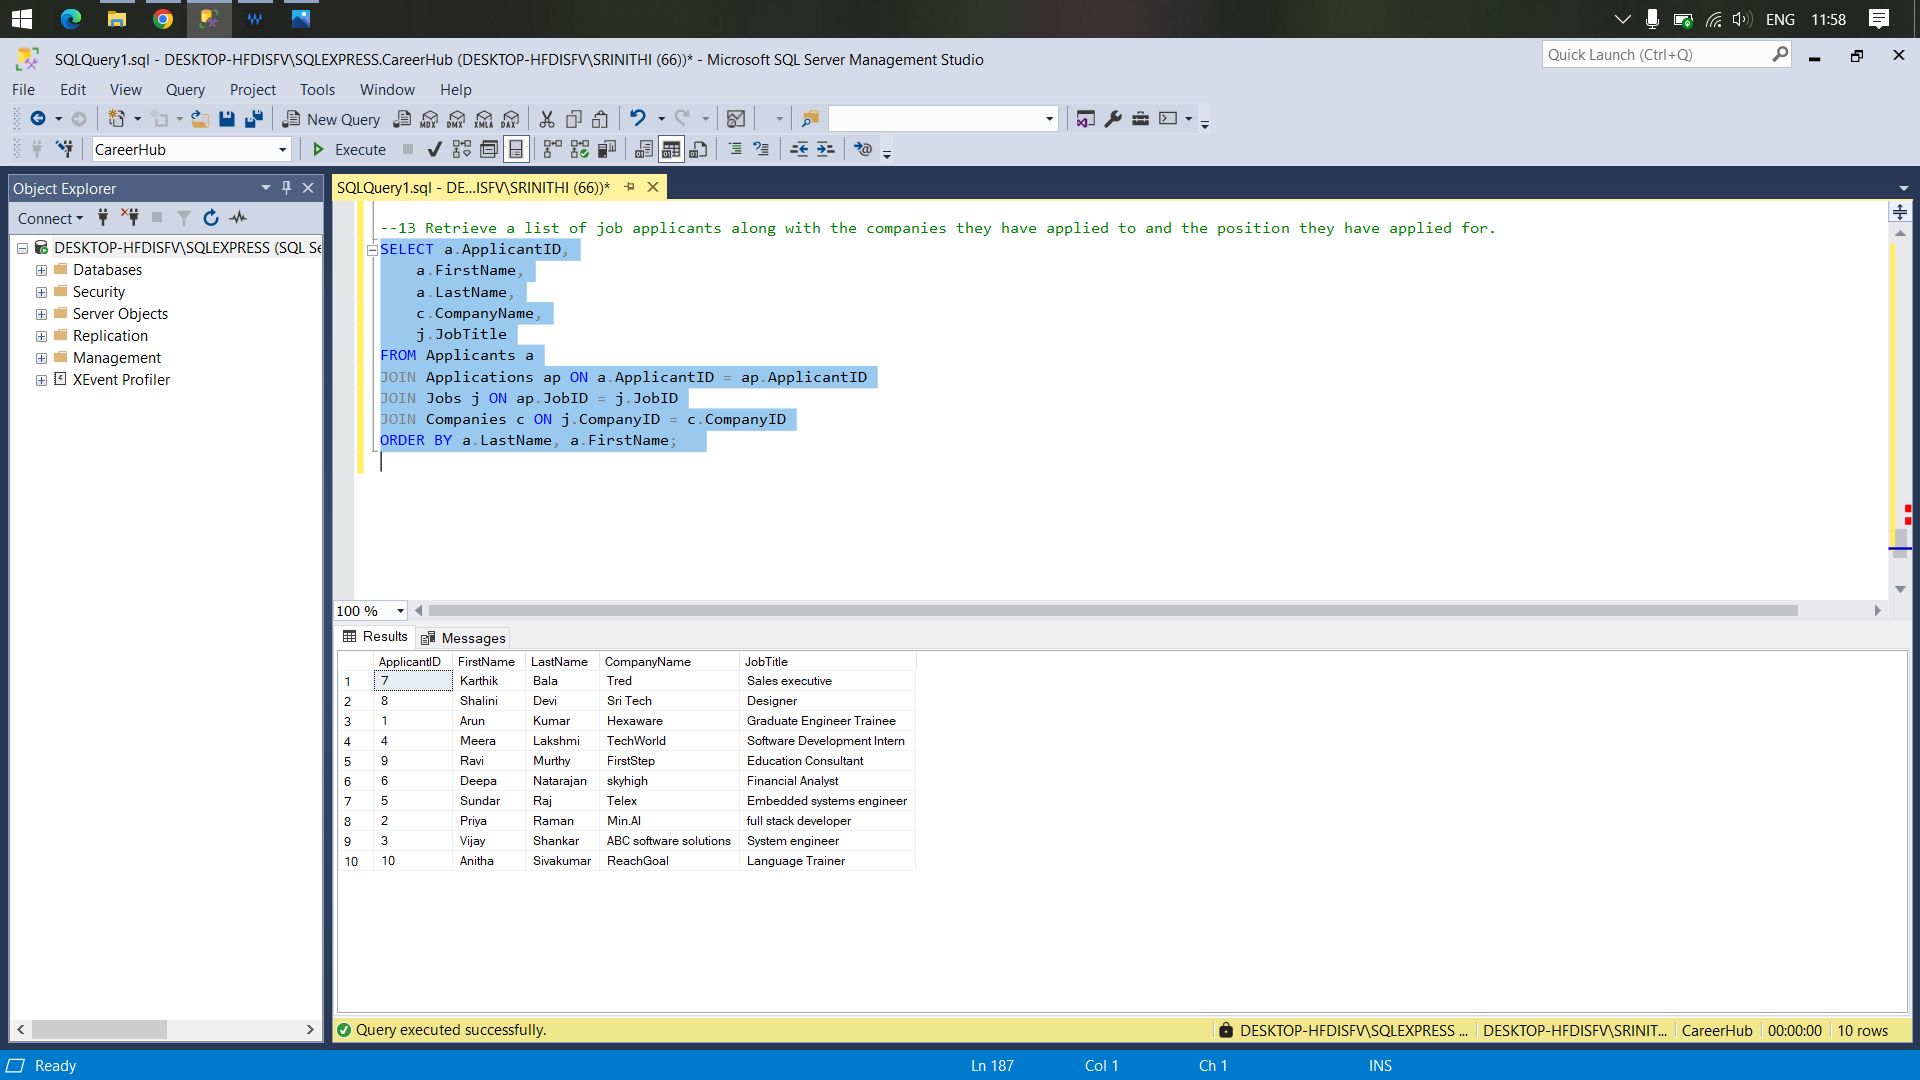 ENG 11:58
SQLQuery1.sql - DESKTOP-HFDISFV\SQLEXPRESS.CareerHub (DESKTOP-HFDISFV\SRINITHI (66))* - Microsoft SQL Server Management Studio
Quick Launch (Ctrl+Q)
File Edit View Query Project Tools Window Help
New Query MDX DMX XMLA DAX
CareerHub Execute
Object Explorer
SQLQuery1.sql - DE...ISFV\SRINITHI (66))*
Connect
DESKTOP-HFDISFV\SQLEXPRESS (SQL Se
Databases
Security
Server Objects
Replication
Management
XEvent Profiler
--13 Retrieve a list of job applicants along with the companies they have applied to and the position they have applied for.
SELECT a.ApplicantID,
a.FirstName,
a.LastName,
c.CompanyName,
j.JobTitle
FROM Applicants a
JOIN Applications ap ON a.ApplicantID = ap.ApplicantID
JOIN Jobs j ON ap.JobID = j.JobID
JOIN Companies c ON j.CompanyID = c.CompanyID
ORDER BY a.LastName, a.FirstName;
100 %
Results Messages
ApplicantID FirstName LastName CompanyName JobTitle
1 7 Karthik Bala Tred Sales executive
2 8 Shalini Devi Sri Tech Designer
3 1 Arun Kumar Hexaware Graduate Engineer Trainee
4 4 Meera Lakshmi TechWorld Software Development Intern
5 9 Ravi Murthy FirstStep Education Consultant
6 6 Deepa Natarajan skyhigh Financial Analyst
7 5 Sundar Raj Telex Embedded systems engineer
8 2 Priya Raman Min.AI full stack developer
9 3 Vijay Shankar ABC software solutions System engineer
10 10 Anitha Sivakumar ReachGoal Language Trainer
Query executed successfully. DESKTOP-HFDISFV\SQLEXPRESS ... DESKTOP-HFDISFV\SRINIT... CareerHub 00:00:00 10 rows
Ready Ln 187 Col 1 Ch 1 INS